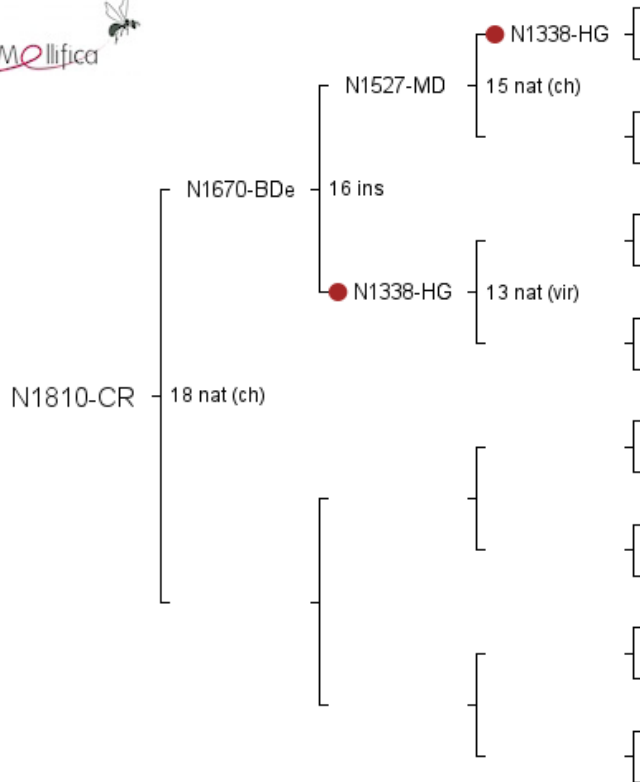 Mellifica
N1338-HG
N1527-MD
15 nat (ch)
N1670-BDe
16 ins
N1338-HG
13 nat (vir)
N1810-CR
18 nat (ch)